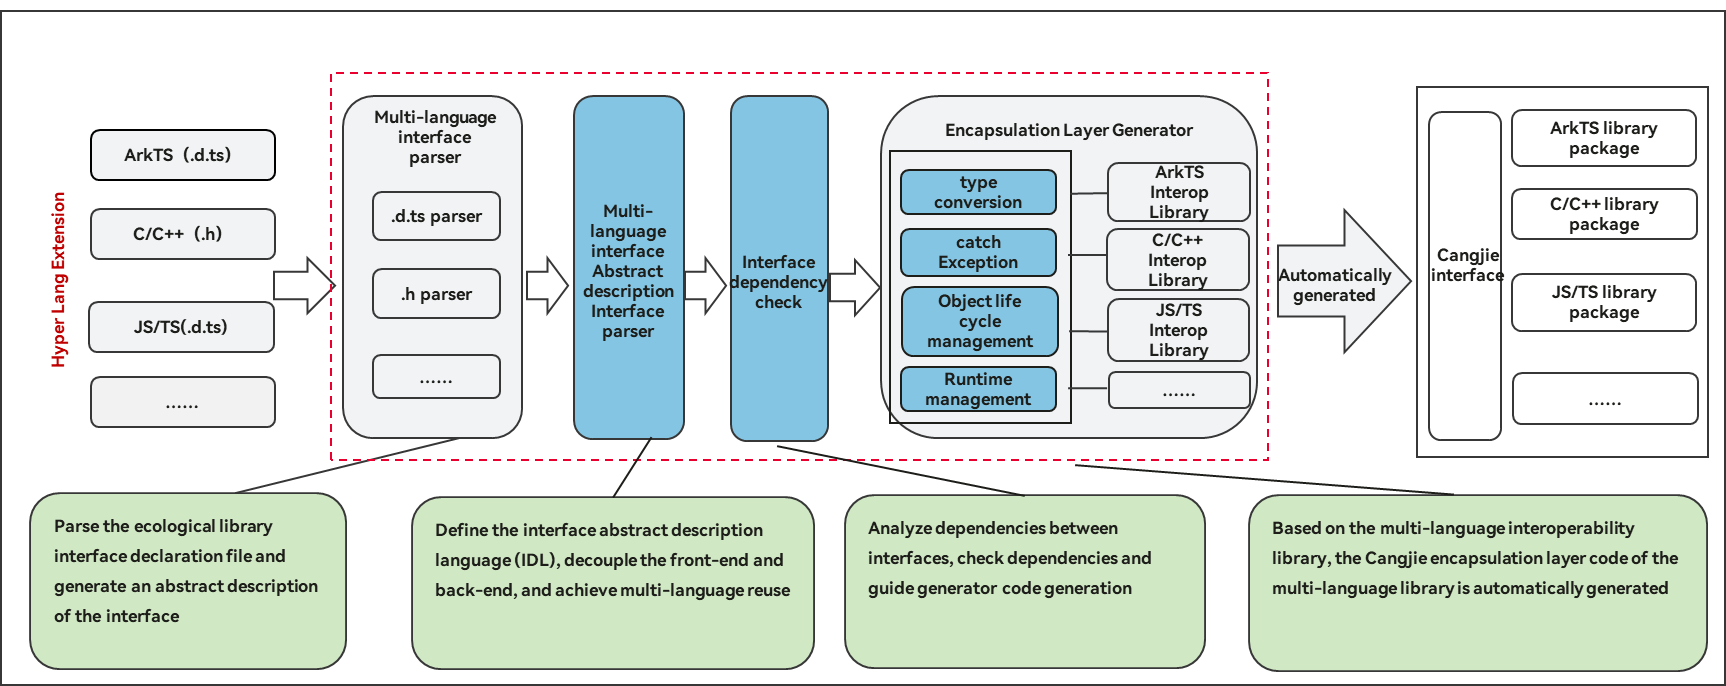 Hyper Lang Extension
ArkTS（.d.ts）
C/C++（.h）
JS/TS(.d.ts)
......
Multi-language
interface
parser
.d.ts parser
.h parser
......
Multi-
language
interface
Abstract
description
Interface
parser
Interface
dependency
check
Encapsulation Layer Generator
type
conversion
catch
Exception
Object life
cycle
management
Runtime
management
ArkTS
Interop
Library
C/C++
Interop
Library
JS/TS
Interop
Library
......
Automatically
generated
Cangjie
interface
ArkTS library
package
C/C++ library
package
JS/TS library
package
......
Parse the ecological library
interface declaration file and
generate an abstract description
of the interface
Define the interface abstract description
language (IDL), decouple the front-end and
back-end, and achieve multi-language reuse
Analyze dependencies between
interfaces, check dependencies and
guide generator code generation
Based on the multi-language interoperability
library, the Cangjie encapsulation layer code of the
multi-language library is automatically generated